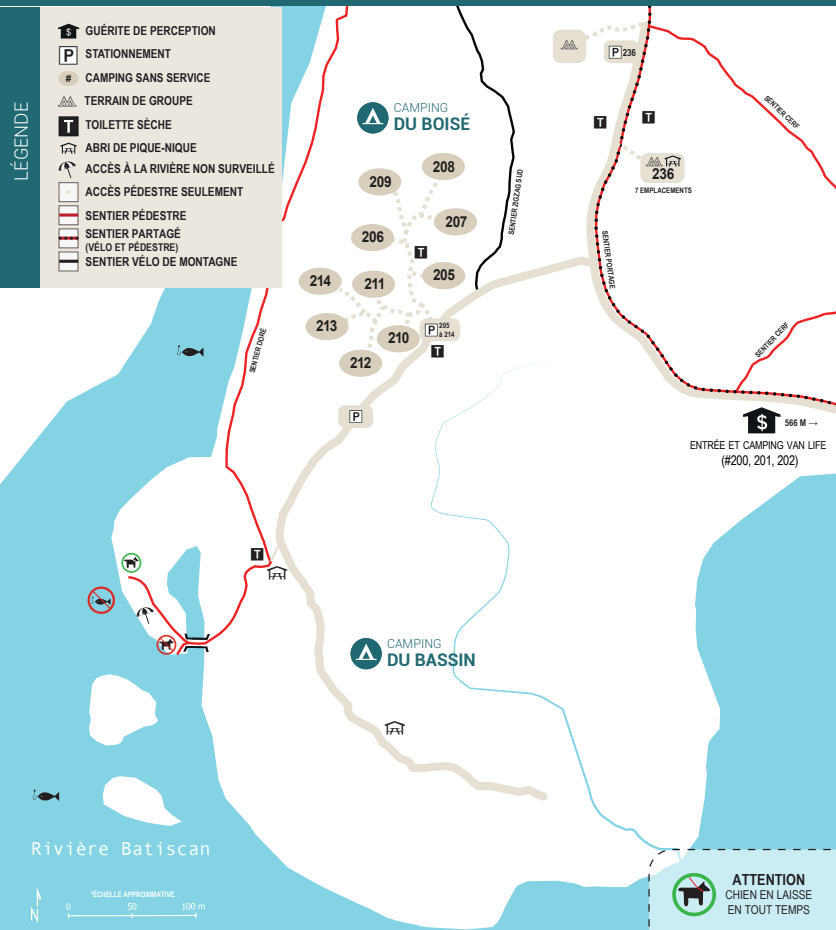 LÉGENDE
$ GUÉRITE DE PERCEPTION
P STATIONNEMENT
# CAMPING SANS SERVICE
TERRAIN DE GROUPE
T TOILETTE SÈCHE
ABRI DE PIQUE-NIQUE
ACCÈS À LA RIVIÈRE NON SURVEILLÉ
ACCÈS PÉDESTRE SEULEMENT
SENTIER PÉDESTRE
SENTIER PARTAGÉ
(VÉLO ET PÉDESTRE)
SENTIER VÉLO DE MONTAGNE
CAMPING
DU BOISÉ
P 236
SENTIER CERF
T
T
236
7 EMPLACEMENTS
208
209
207
206
T
205
214
211
213
210
212
P 205
à 214
T
SENTIER ZIGZAG SUD
SENTIER PORTAGE
SENTIER DORÉ
SENTIER CERF
P
$ 566 M →
ENTRÉE ET CAMPING VAN LIFE
(#200, 201, 202)
T
CAMPING
DU BASSIN
Rivière Batiscan
*ÉCHELLE APPROXIMATIVE
0 50 100 m
N
ATTENTION
CHIEN EN LAISSE
EN TOUT TEMPS